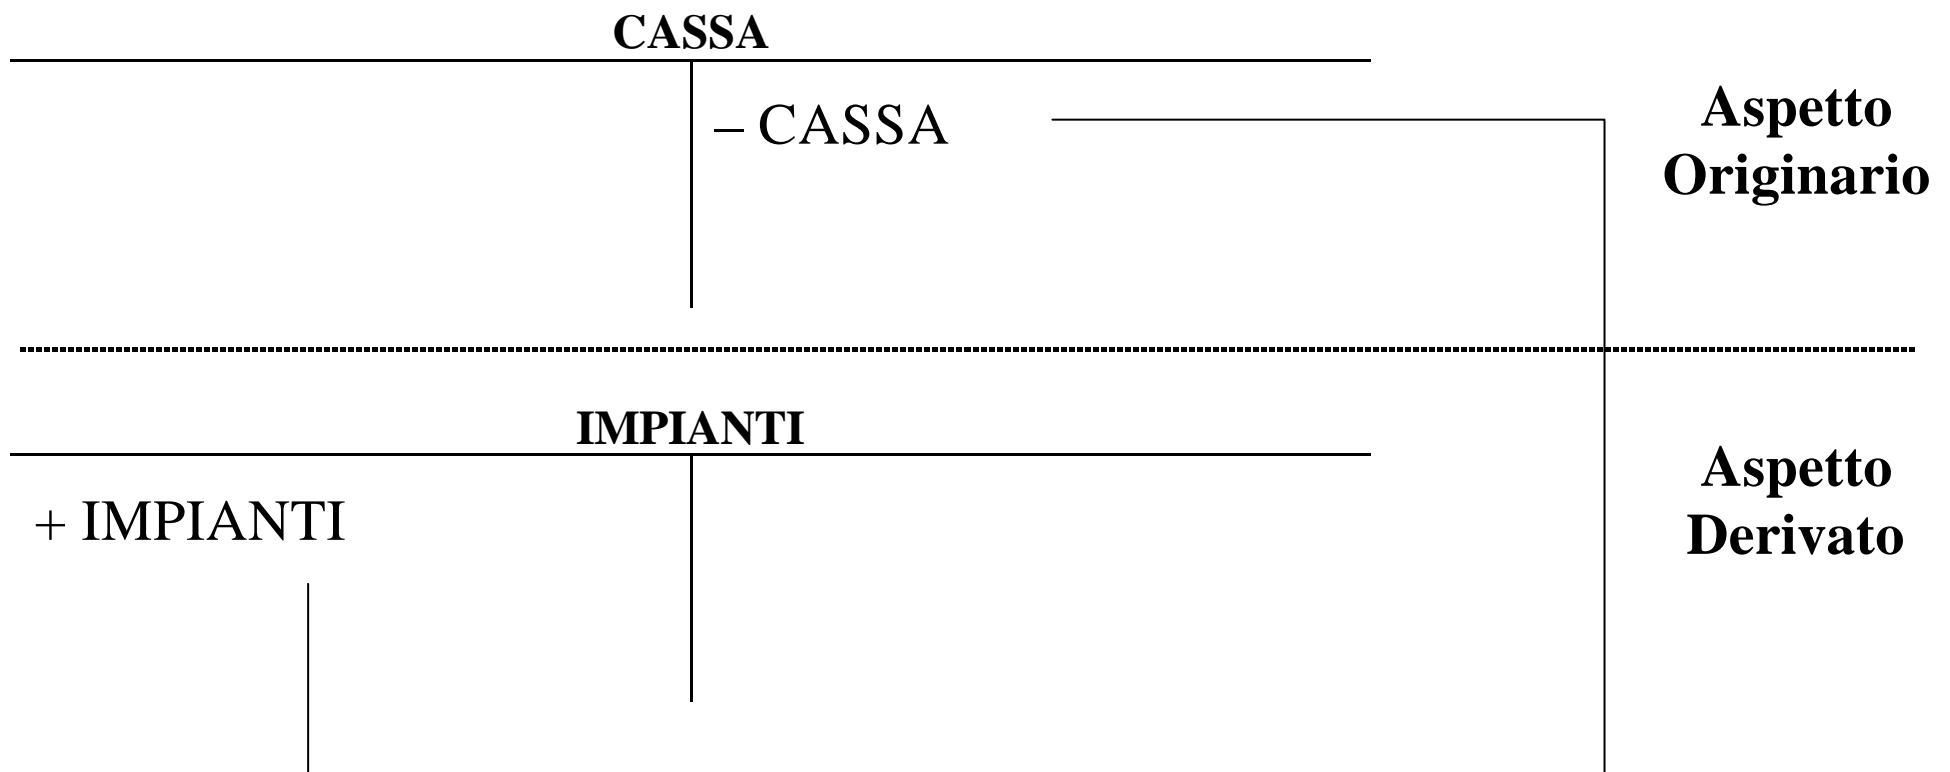 CASSA
– CASSA
Aspetto
Originario
IMPIANTI
+ IMPIANTI
Aspetto
Derivato